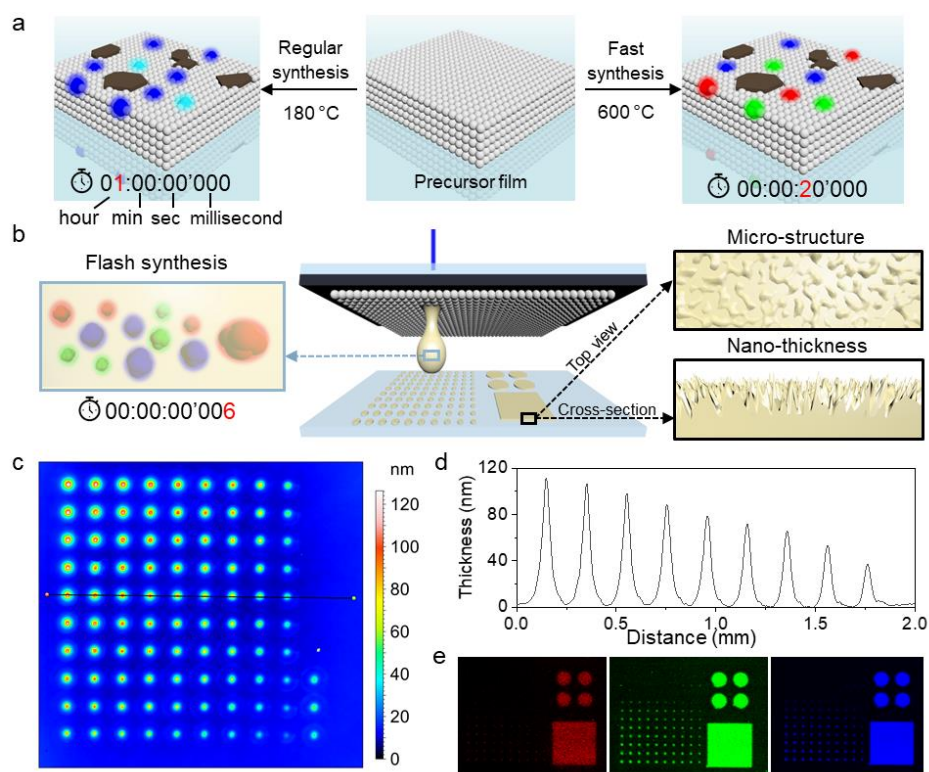 a
Regular
synthesis
180 °C
Fast
synthesis
600 °C
01:00:00'000
hour min sec millisecond
Precursor film
00:00:20'000
b
Flash synthesis
00:00:00'006
Top view
Cross-section
Micro-structure
Nano-thickness
c
nm
120
100
80
60
40
20
0
d
Thickness (nm)
120
80
40
0
0.0 0.5 1.0 1.5 2.0
Distance (mm)
e